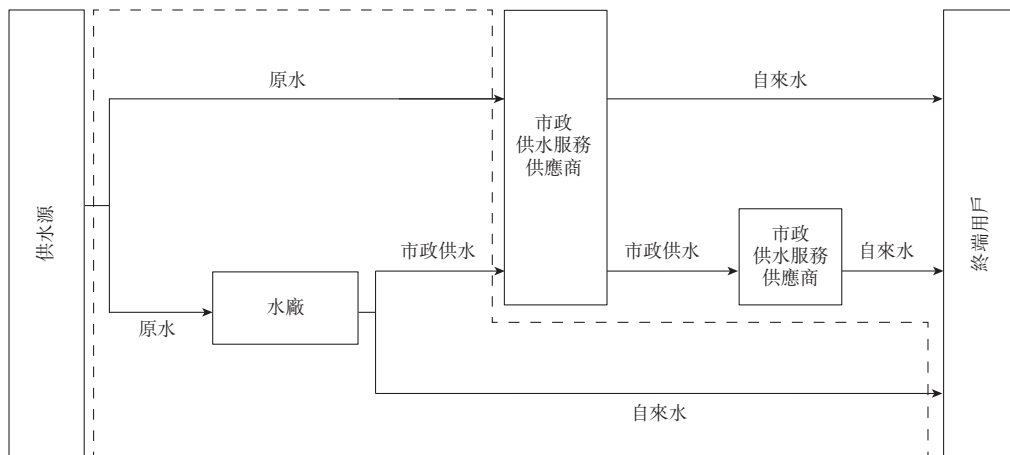 供水源
原水
原水
水廠
市政供水
市政
供水服務
供應商
自來水
市政供水
市政
供水服務
供應商
自來水
自來水
終端用戶